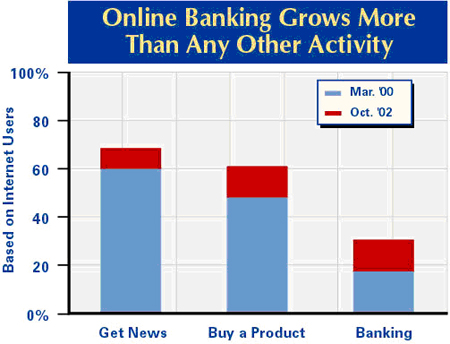 Online Banking Grows More
Than Any Other Activity
100%
80
60
40
20
0%
Based on Internet Users
Mar. '00
Oct. '02
Get News
Buy a Product
Banking